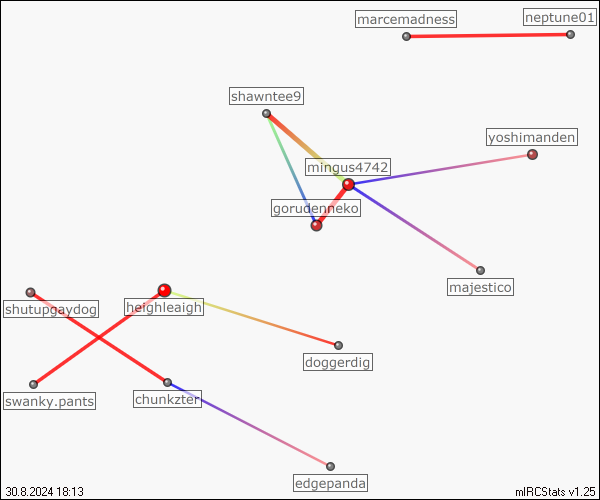 marcemadness
neptune01
shawntee9
yoshimanden
mingus4742
gorudenneko
majestico
shutupgaydog
heighleaigh
doggerdig
swanky.pants
chunkzter
edgepanda
30.8.2024 18:13
mIRCStats v1.25